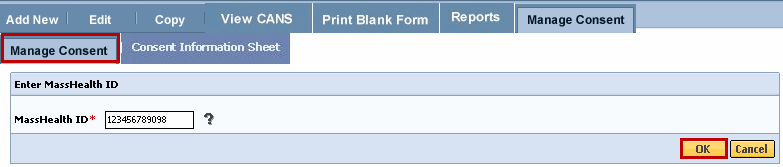 Add New Edit Copy View CANS Print Blank Form Reports Manage Consent
Manage Consent Consent Information Sheet
Enter MassHealth ID
MassHealth ID* 123456789098 ?
OK Cancel